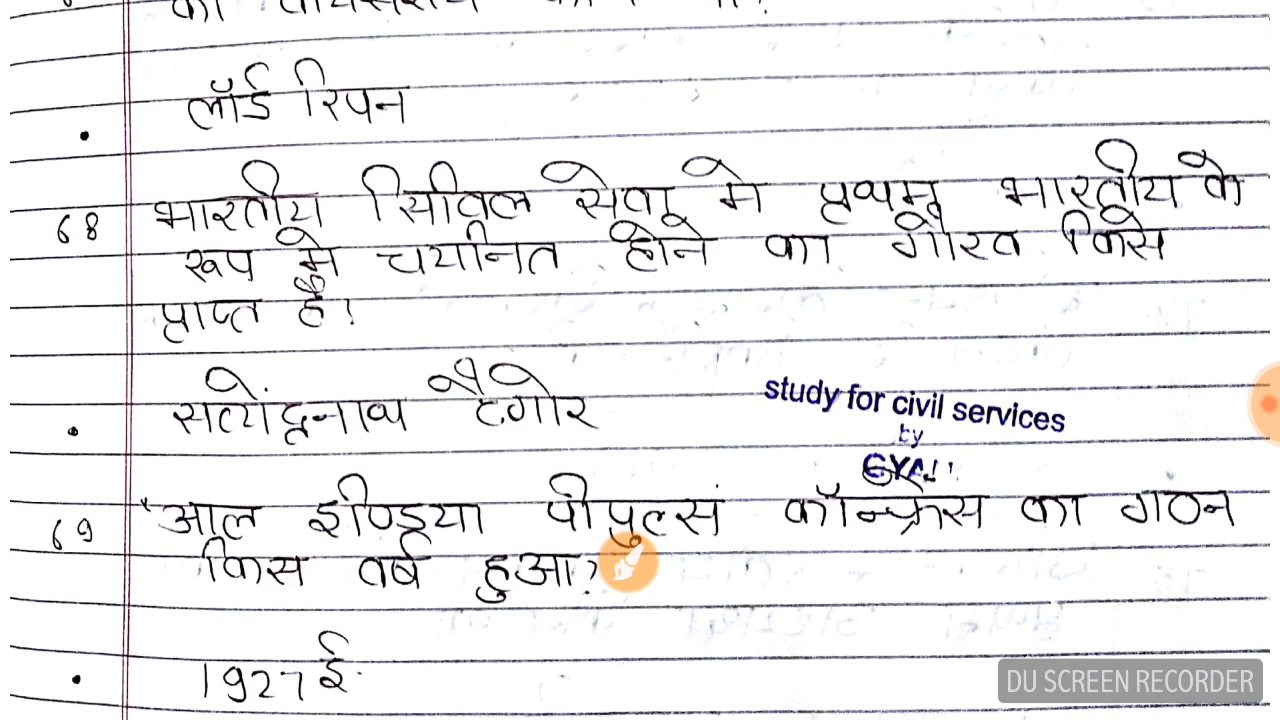 लॉर्ड रिपन
68 भारतीय सिविल सेवा मे प्रथम भारतीय के
रूप मे चयनित होने का गौरव किसे
प्राप्त है?
सत्येंद्रनाथ टैगोर
study for civil services
by
69 "आल इण्डिया पीपुल्स कॉन्फ्रेंस का गठन
किस वर्ष हुआ?
1927 ई.
DU SCREEN RECORDER